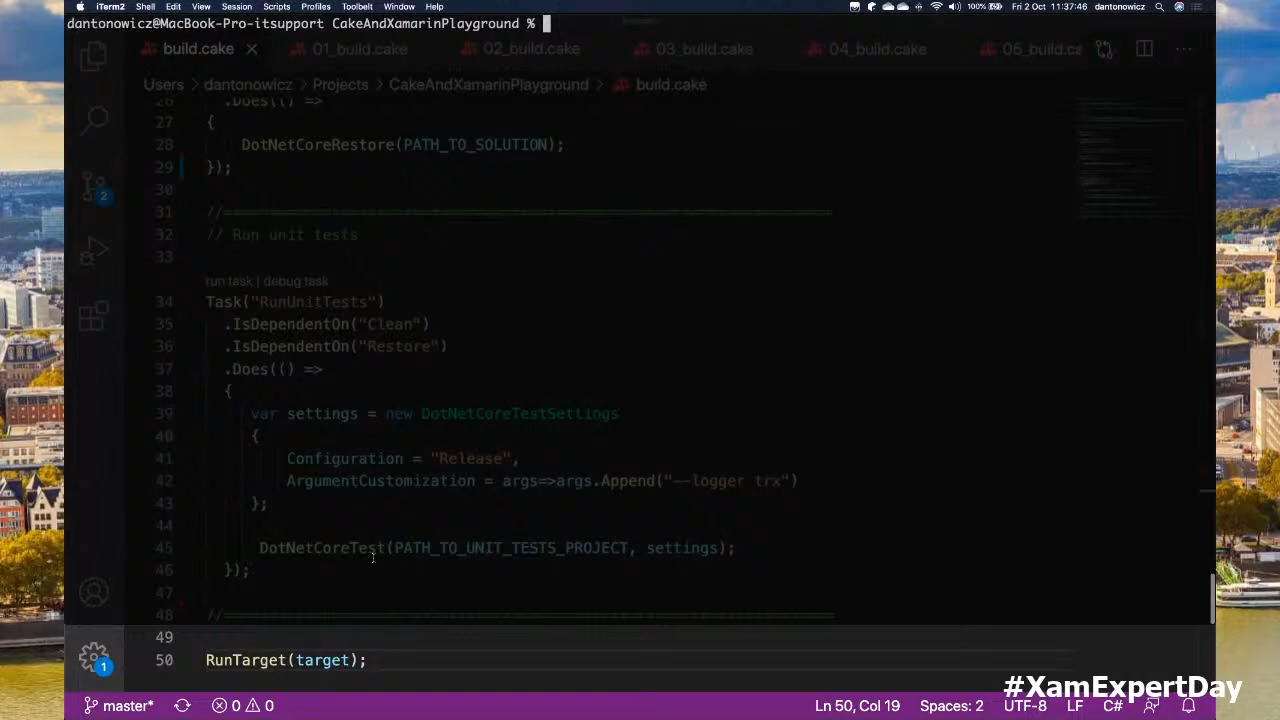 iTerm2 Shell Edit View Session Scripts Profiles Toolbelt Window Help 100% Fri 2 Oct 11:37:46 dantonowicz
dantonowicz@MacBook-Pro-itsupport CakeAndXamarinPlayground %
build.cake 01_build.cake 02_build.cake 03_build.cake 04_build.cake 05_build.ca
Users > dantonowicz > Projects > CakeAndXamarinPlayground > build.cake
26 .Does(() =>
27 {
28 DotNetCoreRestore(PATH_TO_SOLUTION);
29 });
30
31 //====================================================================
32 // Run unit tests
33
run task | debug task
34 Task("RunUnitTests")
35 .IsDependentOn("Clean")
36 .IsDependentOn("Restore")
37 .Does(() =>
38 {
39 var settings = new DotNetCoreTestSettings
40 {
41 Configuration = "Release",
42 ArgumentCustomization = args=>args.Append("--logger trx")
43 };
44
45 DotNetCoreTest(PATH_TO_UNIT_TESTS_PROJECT, settings);
46 });
47
48 //====================================================================
49
50 RunTarget(target);
2
1
#XamExpertDay
master* 0 0 Ln 50, Col 19 Spaces: 2 UTF-8 LF C#